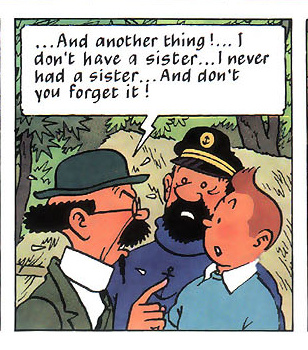 ...And another thing!... I
don't have a sister... I never
had a sister... And don't
you forget it!